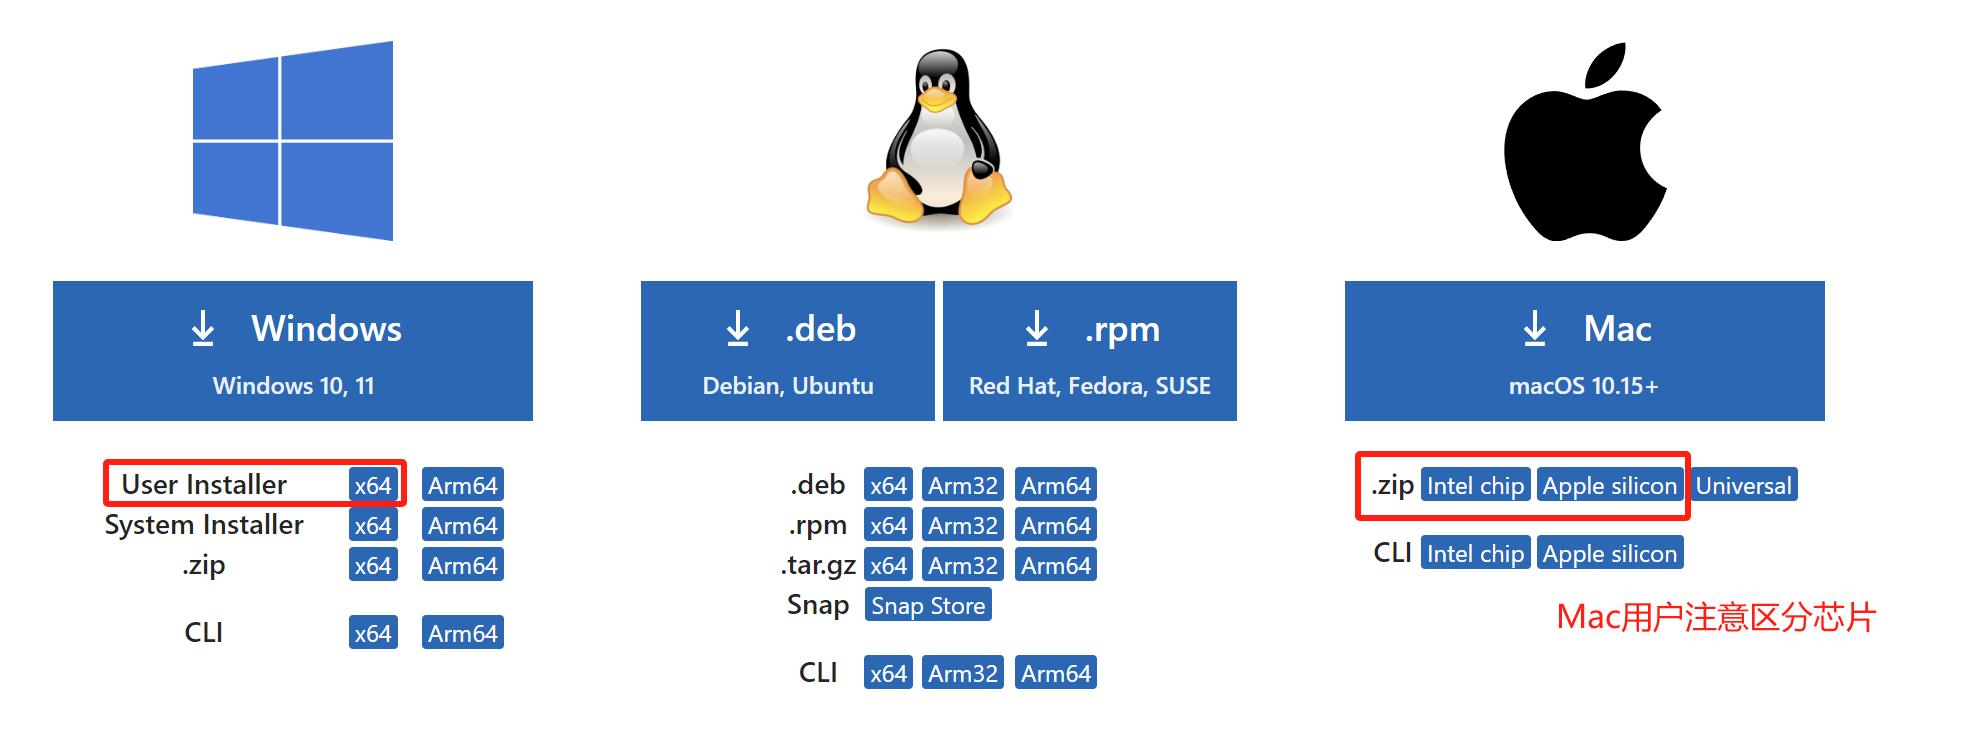 Windows
Windows 10, 11
User Installer x64 Arm64
System Installer x64 Arm64
.zip x64 Arm64
CLI x64 Arm64
.deb
Debian, Ubuntu
.rpm
Red Hat, Fedora, SUSE
.deb x64 Arm32 Arm64
.rpm x64 Arm32 Arm64
.tar.gz x64 Arm32 Arm64
Snap Snap Store
CLI x64 Arm32 Arm64
Mac
macOS 10.15+
.zip Intel chip Apple silicon Universal
CLI Intel chip Apple silicon
Mac用户注意区分芯片